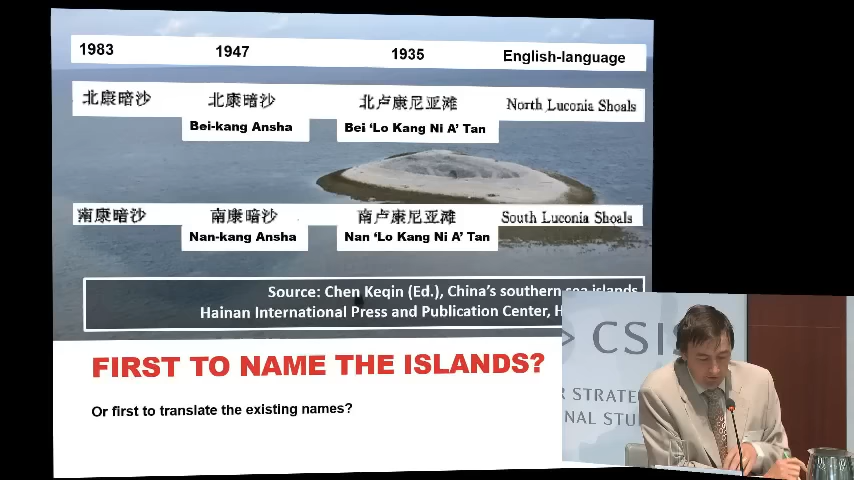 1983 1947 1935 English-language
北康暗沙 北康暗沙 北卢康尼亚滩 North Luconia Shoals
Bei-kang Ansha Bei 'Lo Kang Ni A' Tan
南康暗沙 南康暗沙 南卢康尼亚滩 South Luconia Shoals
Nan-kang Ansha Nan 'Lo Kang Ni A' Tan
Source: Chen Keqin (Ed.), China's southern sea islands
Hainan International Press and Publication Center, H
FIRST TO NAME THE ISLANDS?
Or first to translate the existing names?
CSIS
R STRATE
NAL STU